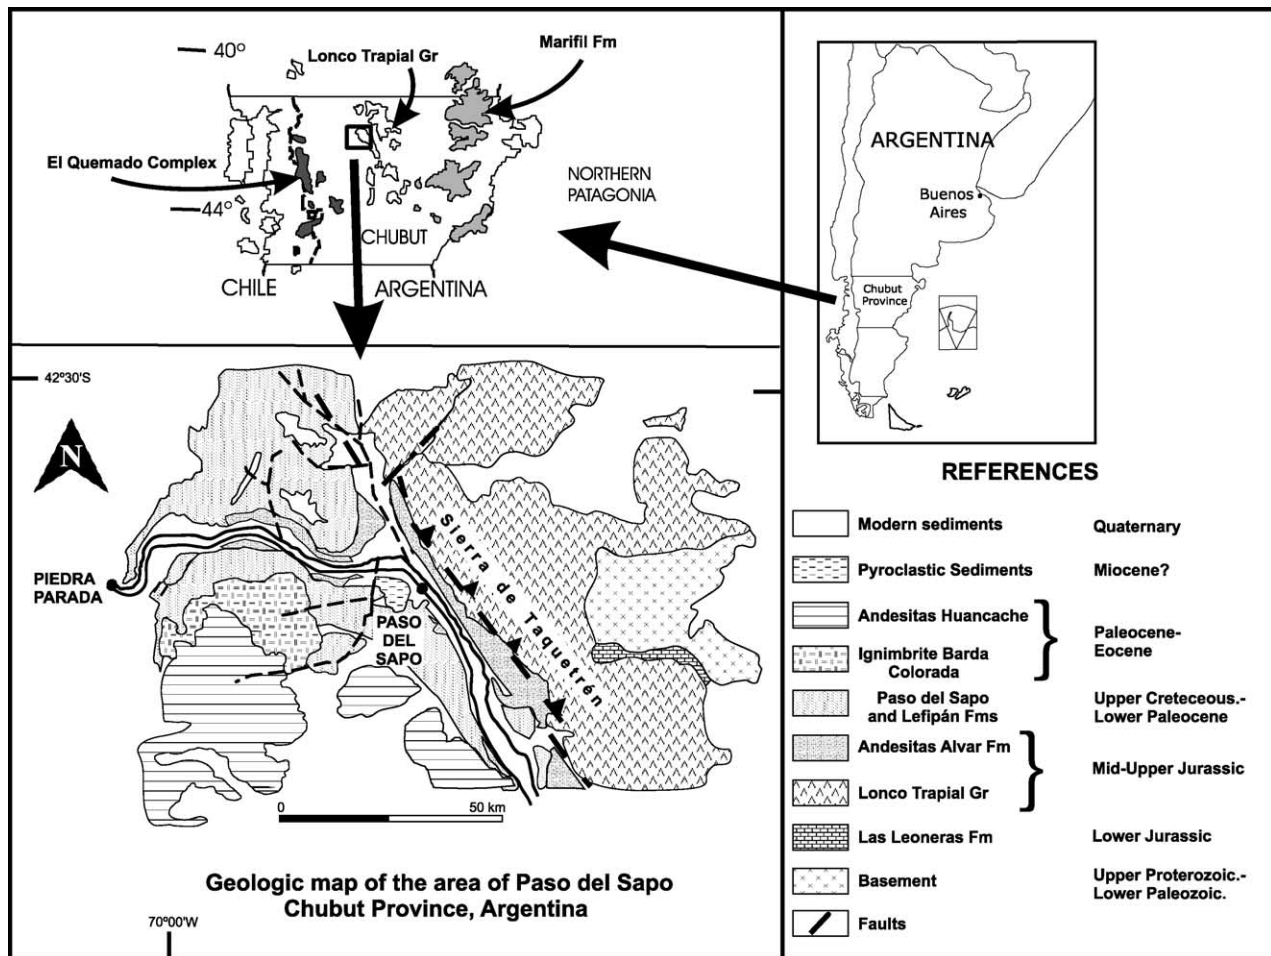 40°
Lonco Trapial Gr
Marifil Fm
El Quemado Complex
44°
CHUBUT
CHILE
ARGENTINA
NORTHERN
PATAGONIA
ARGENTINA
Buenos
Aires
Chubut
Province
42º30'S
N
PIEDRA
PARADA
PASO
DEL
SAPO
Sierra de Taquetrén
0
50 km
Geologic map of the area of Paso del Sapo
Chubut Province, Argentina
70º00'W
REFERENCES
Modern sediments
Quaternary
Pyroclastic Sediments
Miocene?
Andesitas Huancache
Ignimbrite Barda
Colorada
Paleocene-
Eocene
Paso del Sapo
and Lefipán Fms
Upper Creteceous.-
Lower Paleocene
Andesitas Alvar Fm
Lonco Trapial Gr
Mid-Upper Jurassic
Las Leoneras Fm
Lower Jurassic
Basement
Upper Proterozoic.-
Lower Paleozoic.
Faults